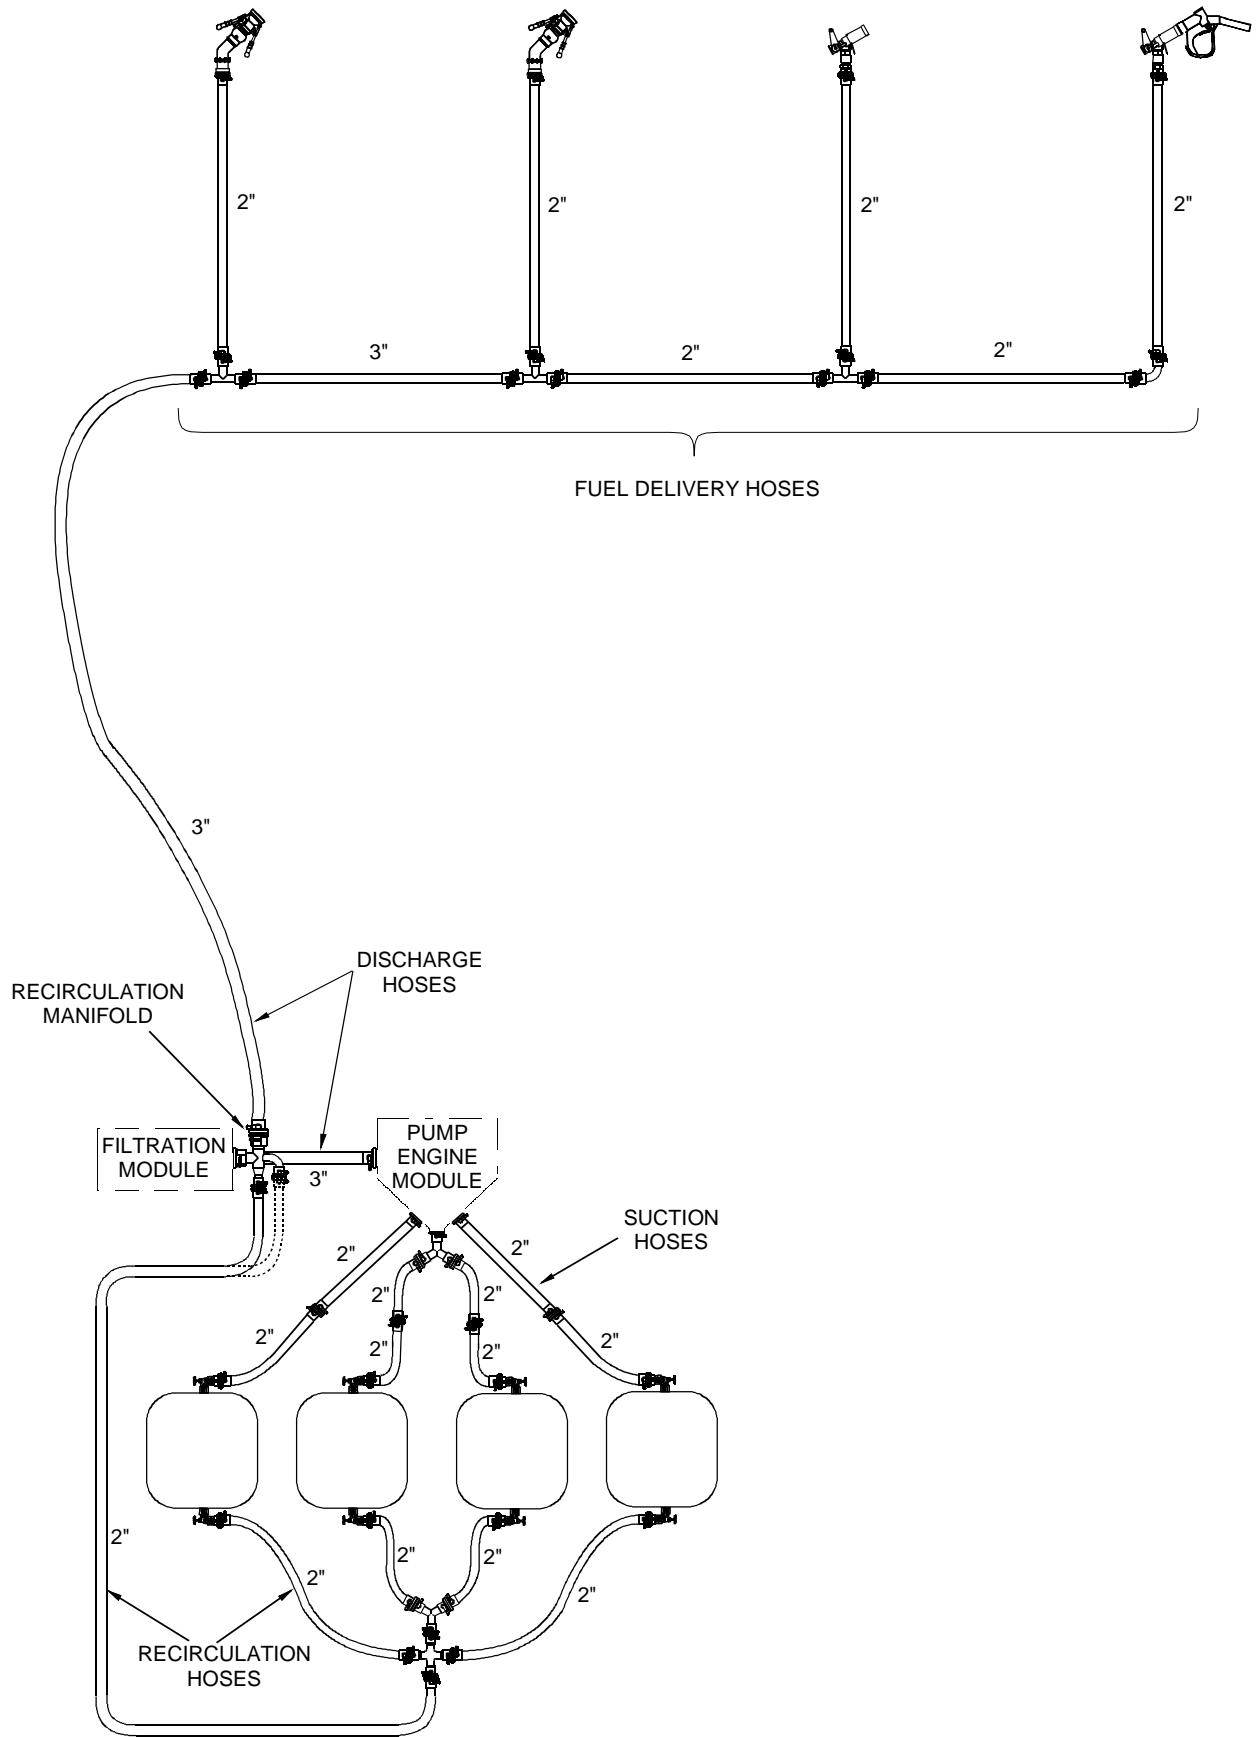 2"
2"
2"
2"
3"
2"
2"
FUEL DELIVERY HOSES
3"
DISCHARGE
HOSES
RECIRCULATION
MANIFOLD
FILTRATION
MODULE
PUMP
ENGINE
MODULE
3"
SUCTION
HOSES
2"
2"
2"
2"
2"
2"
2"
2"
2"
2"
2"
2"
2"
RECIRCULATION
HOSES